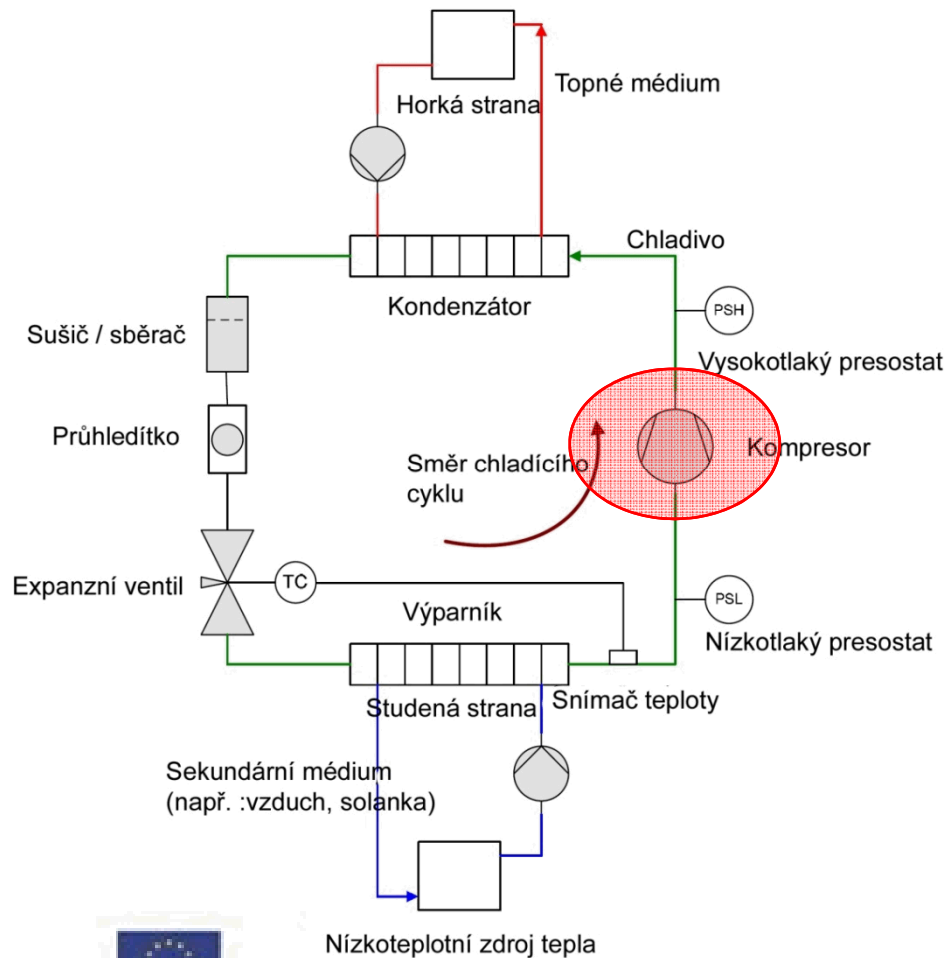 Horká strana
Topné médium
Chladivo
Kondenzátor
PSH
Vysokotlaký presostat
Sušič / sběrač
Průhledítko
Směr chladícího
cyklu
Kompresor
Expanzní ventil
TC
Výparník
PSL
Nízkotlaký presostat
Studená strana
Snímač teploty
Sekundární médium
(např. :vzduch, solanka)
Nízkoteplotní zdroj tepla